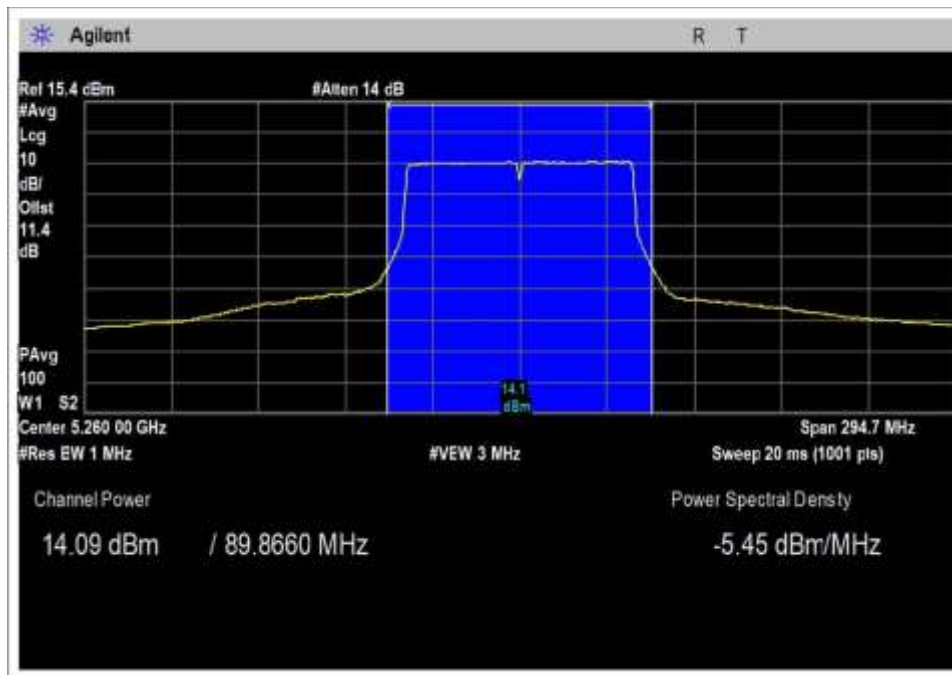 Agilent
R T
Ref 15.4 dBm #Atten 14 dB
#Avg
Log
10
dB/
Offst
11.4
dB
PAvg
100
W1 S2
14.1
dBm
Center 5.260 00 GHz Span 294.7 MHz
#Res BW 1 MHz #VBW 3 MHz Sweep 20 ms (1001 pts)
Channel Power Power Spectral Density
14.09 dBm / 89.8660 MHz -5.45 dBm/MHz